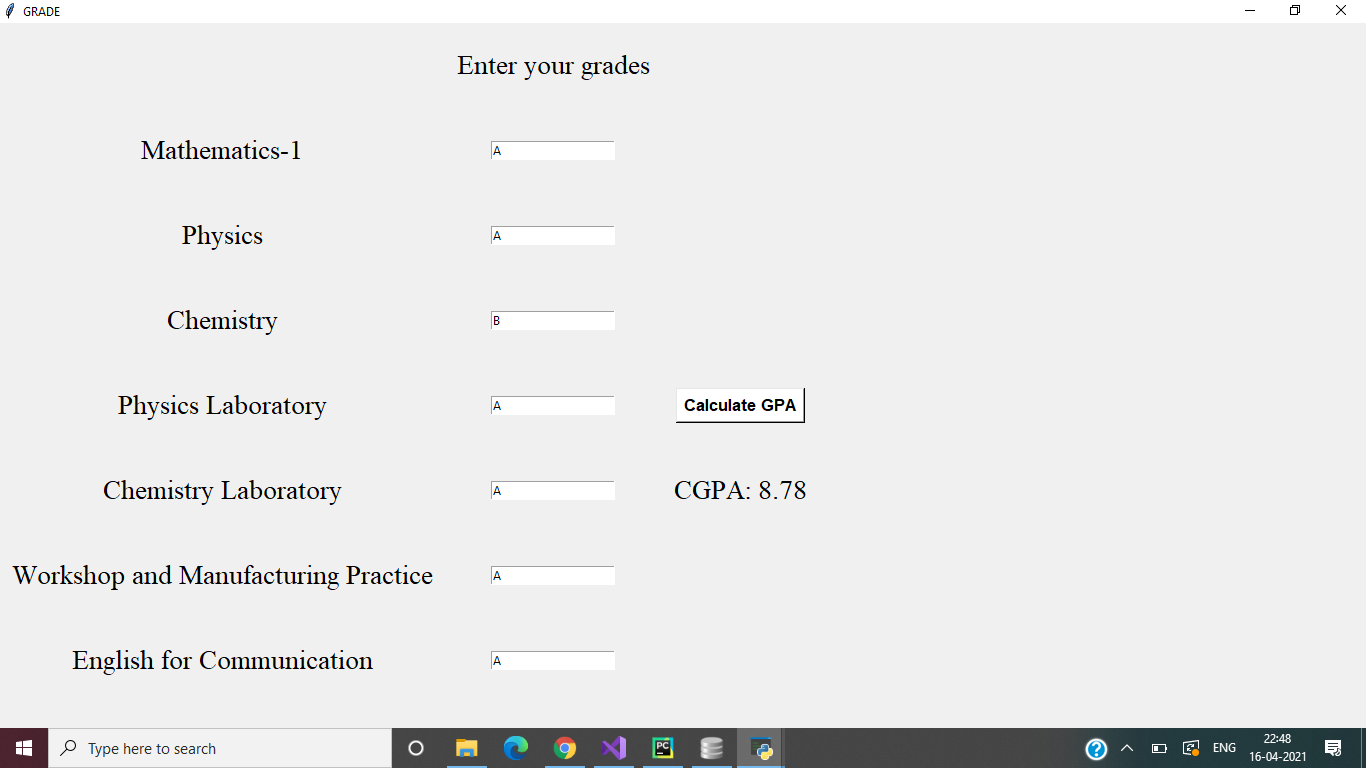 GRADE
Enter your grades
Mathematics-1 A
Physics A
Chemistry B
Physics Laboratory A Calculate GPA
Chemistry Laboratory A CGPA: 8.78
Workshop and Manufacturing Practice A
English for Communication A
Type here to search PC ENG 22:48
16-04-2021